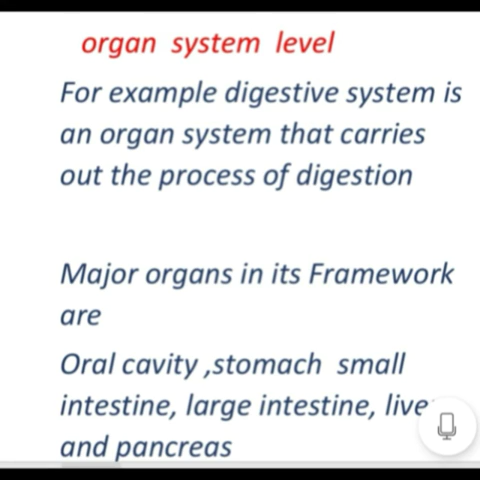 organ system level
For example digestive system is
an organ system that carries
out the process of digestion
Major organs in its Framework
are
Oral cavity ,stomach small
intestine, large intestine,
and pancreas